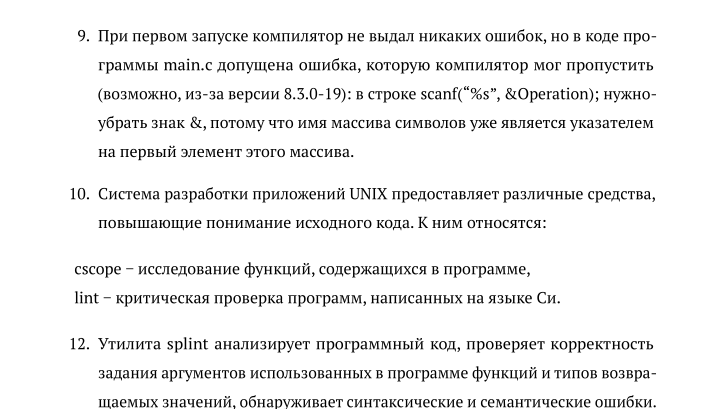 9. При первом запуске компилятор не выдал никаких ошибок, но в коде про-
граммы main.c допущена ошибка, которую компилятор мог пропустить
(возможно, из-за версии 8.3.0-19): в строке scanf(“%s”, &Operation); нужно-
убрать знак &, потому что имя массива символов уже является указателем
на первый элемент этого массива.
10. Система разработки приложений UNIX предоставляет различные средства,
повышающие понимание исходного кода. К ним относятся:
cscope – исследование функций, содержащихся в программе,
lint – критическая проверка программ, написанных на языке Си.
12. Утилита splint анализирует программный код, проверяет корректность
задания аргументов использованных в программе функций и типов возвра-
щаемых значений, обнаруживает синтаксические и семантические ошибки.